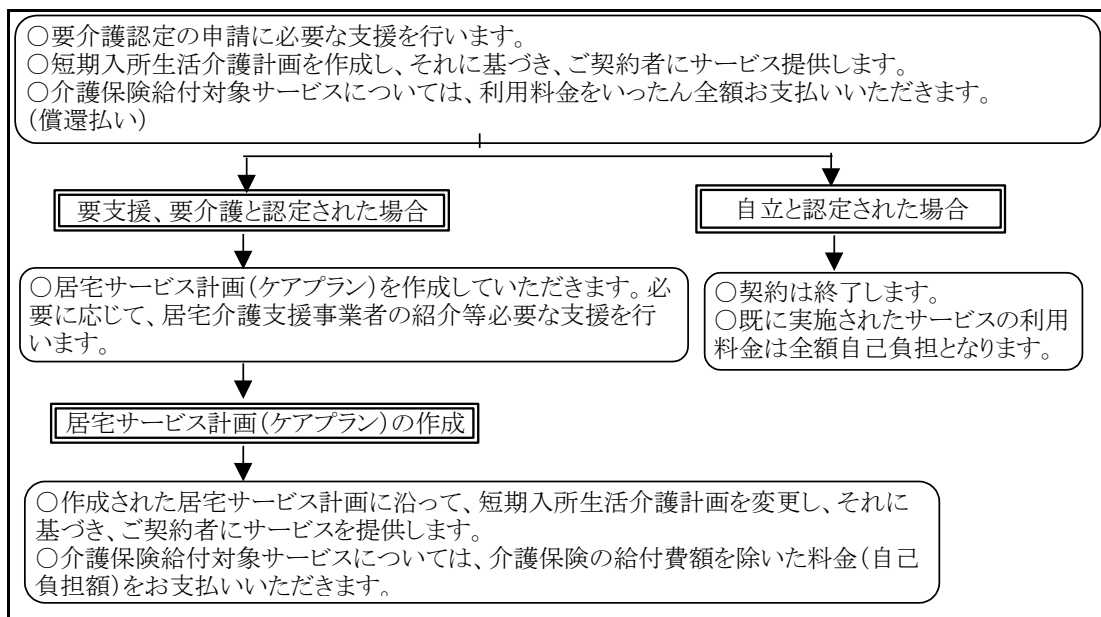 ○要介護認定の申請に必要な支援を行います。
○短期入所生活介護計画を作成し、それに基づき、ご契約者にサービス提供します。
○介護保険給付対象サービスについては、利用料金をいったん全額お支払いいただきます。
(償還払い)
要支援、要介護と認定された場合
自立と認定された場合
○居宅サービス計画(ケアプラン)を作成していただきます。必
要に応じて、居宅介護支援事業者の紹介等必要な支援を行
います。
○契約は終了します。
○既に実施されたサービスの利用
料金は全額自己負担となります。
居宅サービス計画(ケアプラン)の作成
○作成された居宅サービス計画に沿って、短期入所生活介護計画を変更し、それに
基づき、ご契約者にサービスを提供します。
○介護保険給付対象サービスについては、介護保険の給付費額を除いた料金(自己
負担額)をお支払いいただきます。